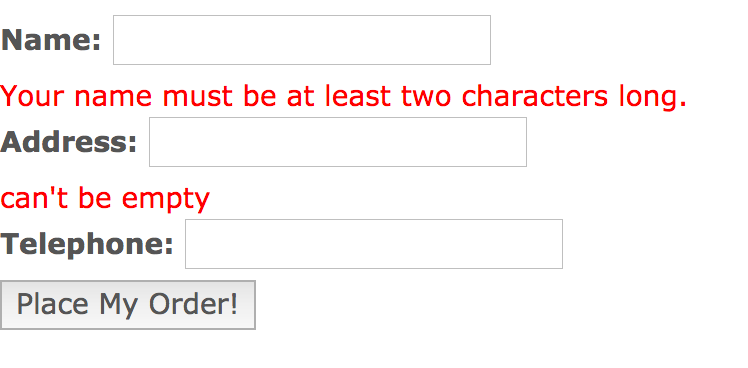 Name:
Your name must be at least two characters long.
Address:
can't be empty
Telephone:
Place My Order!